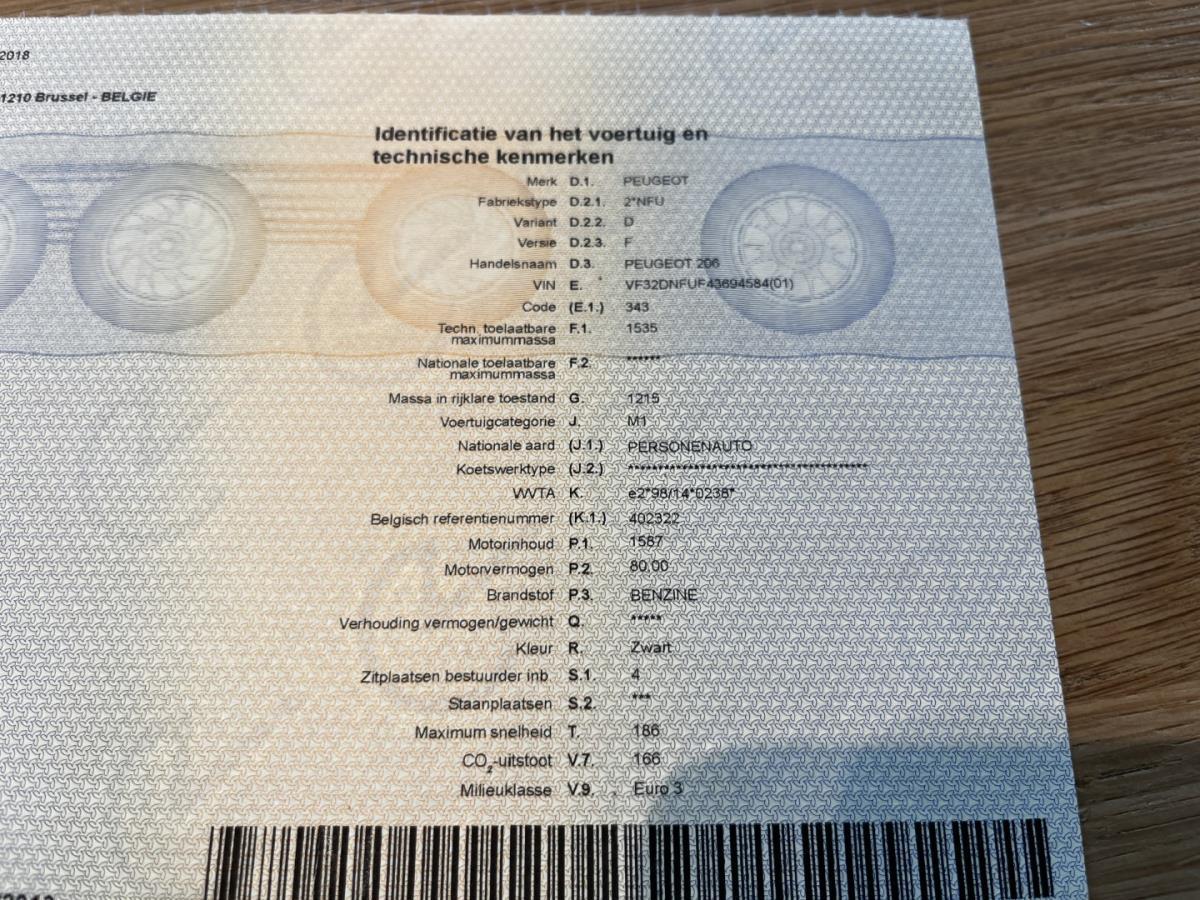 2018
1210 Brussel - BELGIE
Identificatie van het voertuig en
technische kenmerken
Merk D.1. PEUGEOT
Fabriekstype D.2.1. 2*NFU
Variant D.2.2. D
Versie D.2.3. F
Handelsnaam D.3. PEUGEOT 206
VIN E. VF32DNFUF43694584(01)
Code (E.1.) 343
Techn. toelaatbare F.1. 1535
maximummassa
Nationale toelaatbare F.2. ******
maximummassa
Massa in rijklare toestand G. 1215
Voertuigcategorie J. M1
Nationale aard (J.1.) PERSONENAUTO
Koetswerktype (J.2.) ****************************************
WVTA K. e2*98/14*0238*
Belgisch referentienummer (K.1.) 402322
Motorinhoud P.1. 1587
Motorvermogen P.2. 80,00
Brandstof P.3. BENZINE
Verhouding vermogen/gewicht Q. *****
Kleur R. Zwart
Zitplaatsen bestuurder inb. S.1. 4
Staanplaatsen S.2. ***
Maximum snelheid T. 186
CO2-uitstoot V.7. 166
Milieuklasse V.9. Euro 3